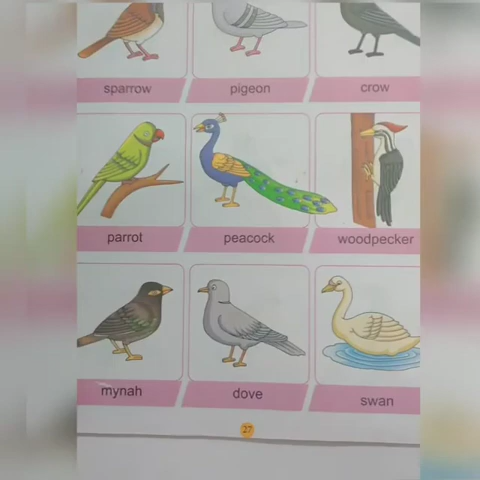 sparrow pigeon crow
parrot peacock woodpecker
mynah dove swan
27